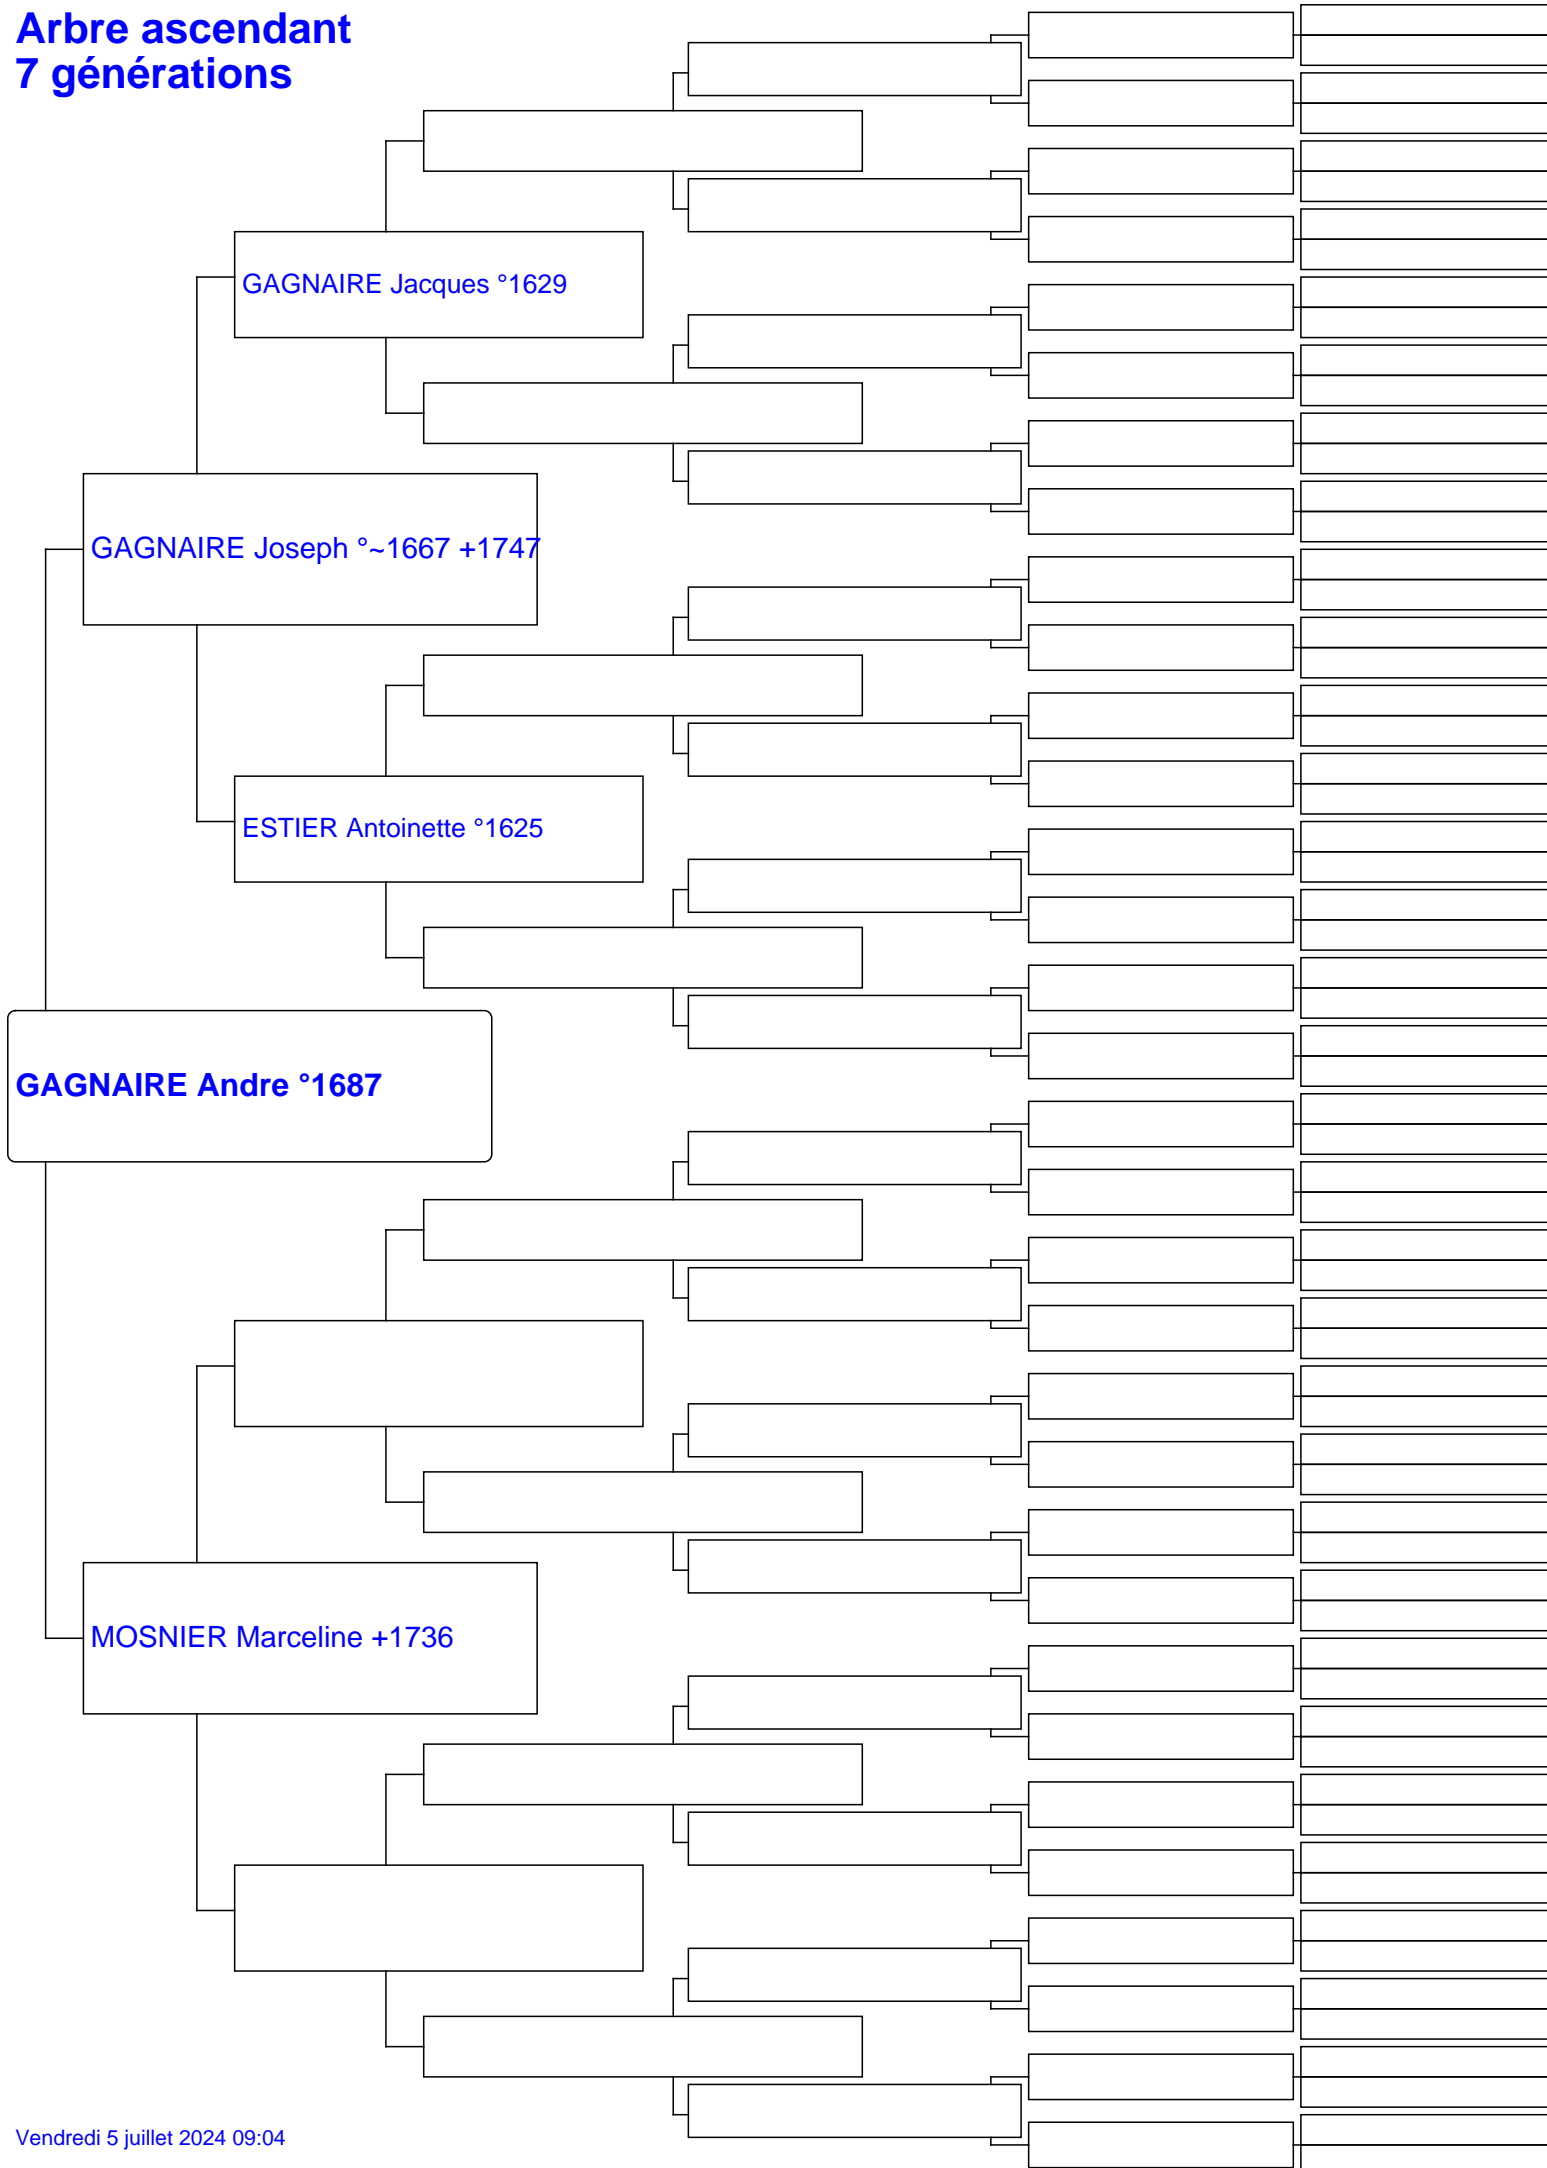 Arbre ascendant
7 générations
GAGNAIRE Jacques °1629
GAGNAIRE Joseph °~1667 +1747
ESTIER Antoinette °1625
GAGNAIRE Andre °1687
MOSNIER Marceline +1736
Vendredi 5 juillet 2024 09:04